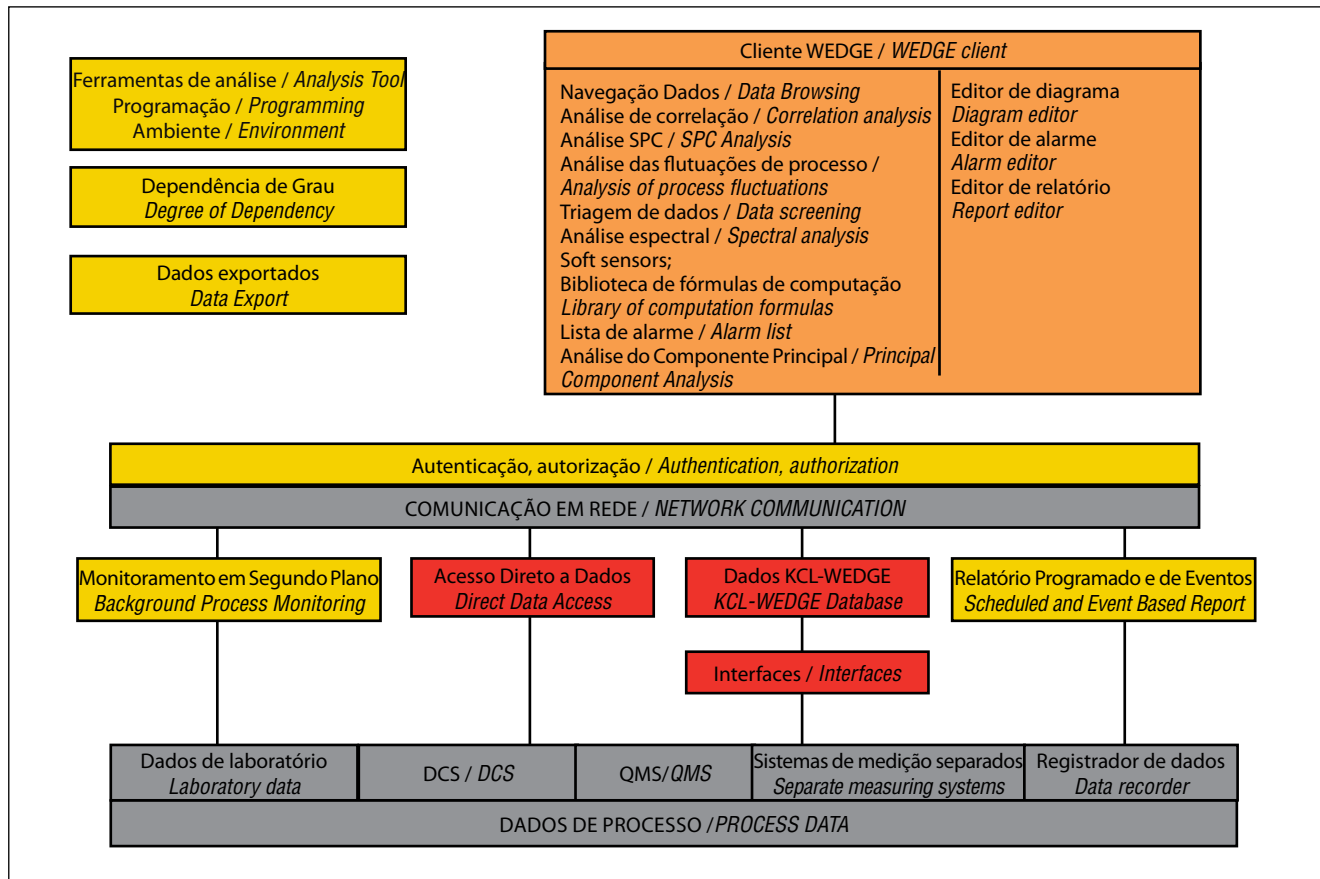 Ferramentas de análise / Analysis Tool
Programação / Programming
Ambiente / Environment
Dependência de Grau
Degree of Dependency
Dados exportados
Data Export
Cliente WEDGE / WEDGE client
Navegação Dados / Data Browsing
Análise de correlação / Correlation analysis
Análise SPC / SPC Analysis
Análise das flutuações de processo /
Analysis of process fluctuations
Triagem de dados / Data screening
Análise espectral / Spectral analysis
Soft sensors;
Biblioteca de fórmulas de computação
Library of computation formulas
Lista de alarme / Alarm list
Análise do Componente Principal / Principal
Component Analysis
Editor de diagrama
Diagram editor
Editor de alarme
Alarm editor
Editor de relatório
Report editor
Autenticação, autorização / Authentication, authorization
COMUNICAÇÃO EM REDE / NETWORK COMMUNICATION
Monitoramento em Segundo Plano
Background Process Monitoring
Acesso Direto a Dados
Direct Data Access
Dados KCL-WEDGE
KCL-WEDGE Database
Relatório Programado e de Eventos
Scheduled and Event Based Report
Interfaces / Interfaces
Dados de laboratório
Laboratory data
DCS / DCS
QMS/QMS
Sistemas de medição separados
Separate measuring systems
Registrador de dados
Data recorder
DADOS DE PROCESSO /PROCESS DATA